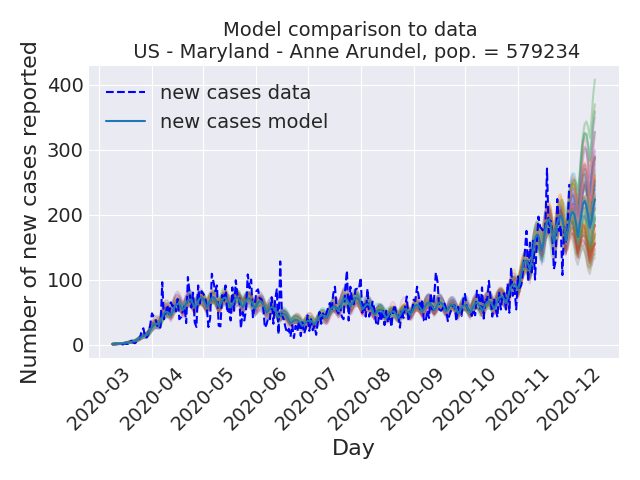 Model comparison to data
US - Maryland - Anne Arundel, pop. = 579234
Number of new cases reported
400
300
200
100
0
new cases data
new cases model
2020-03
2020-04
2020-05
2020-06
2020-07
2020-08
2020-09
2020-10
2020-11
2020-12
Day